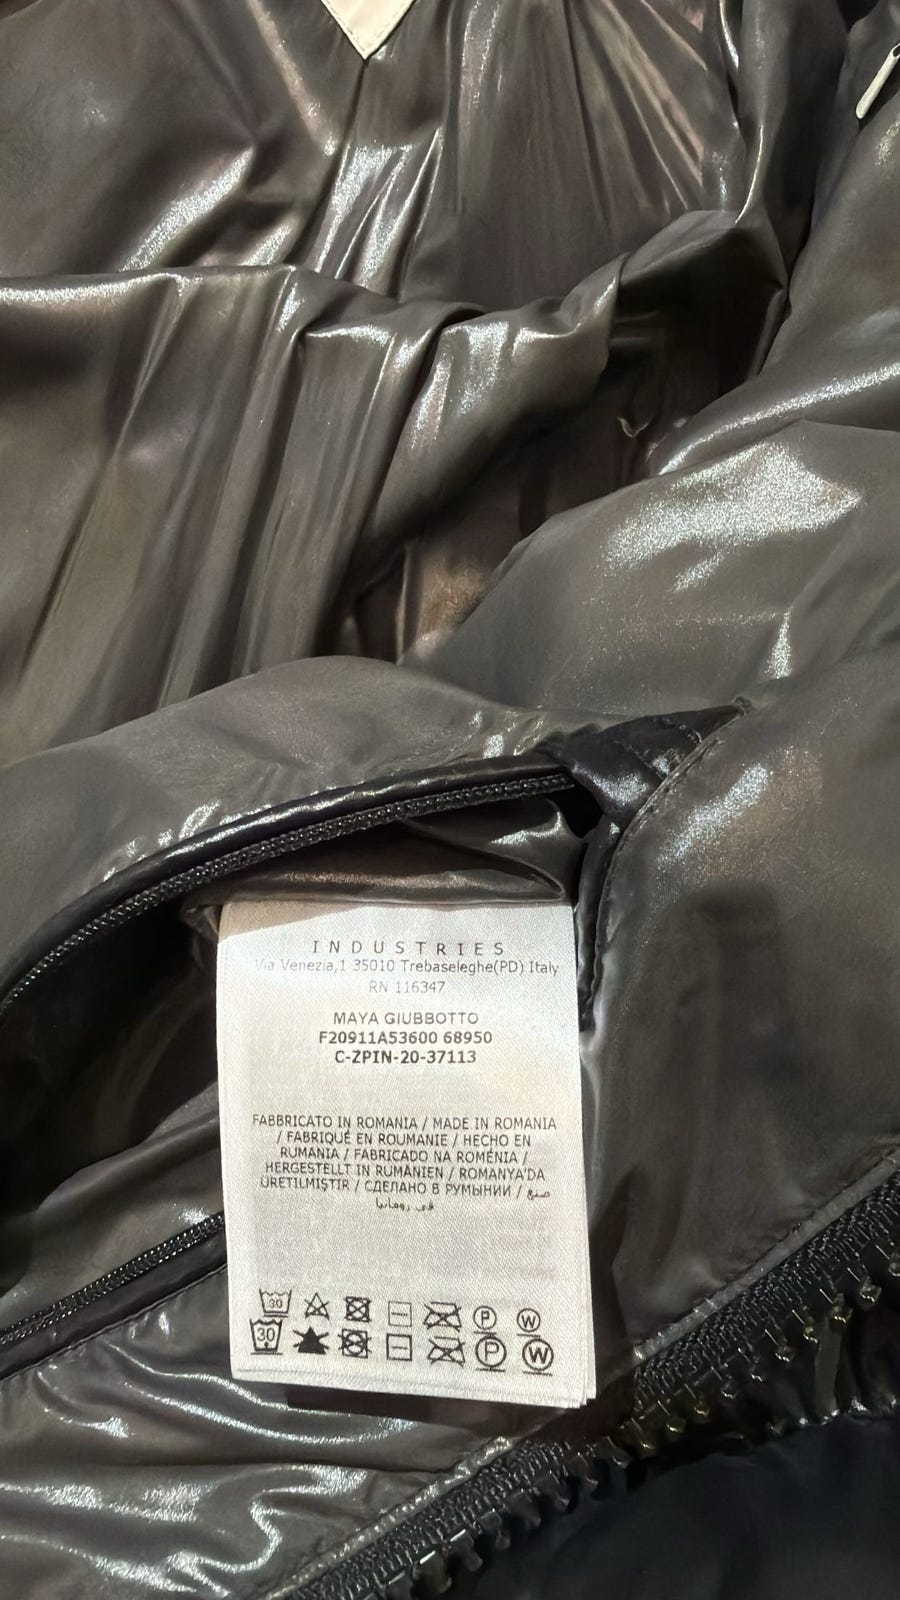 INDUSTRIES
Via Venezia,1 35010 Trebaseleghe(PD) Italy
RN 116347
MAYA GIUBBOTTO
F20911A53600 68950
C-ZPIN-20-37113
FABBRICATO IN ROMANIA / MADE IN ROMANIA
/ FABRIQUÉ EN ROUMANIE / HECHO EN
RUMANIA / FABRICADO NA ROMÉNIA /
HERGESTELLT IN RUMÄNIEN / ROMANYA'DA
ÜRETILMIŞTIR / СДЕЛАНО В РУМЫНИИ / صنع
في رومانيا
30 P W
30 P W